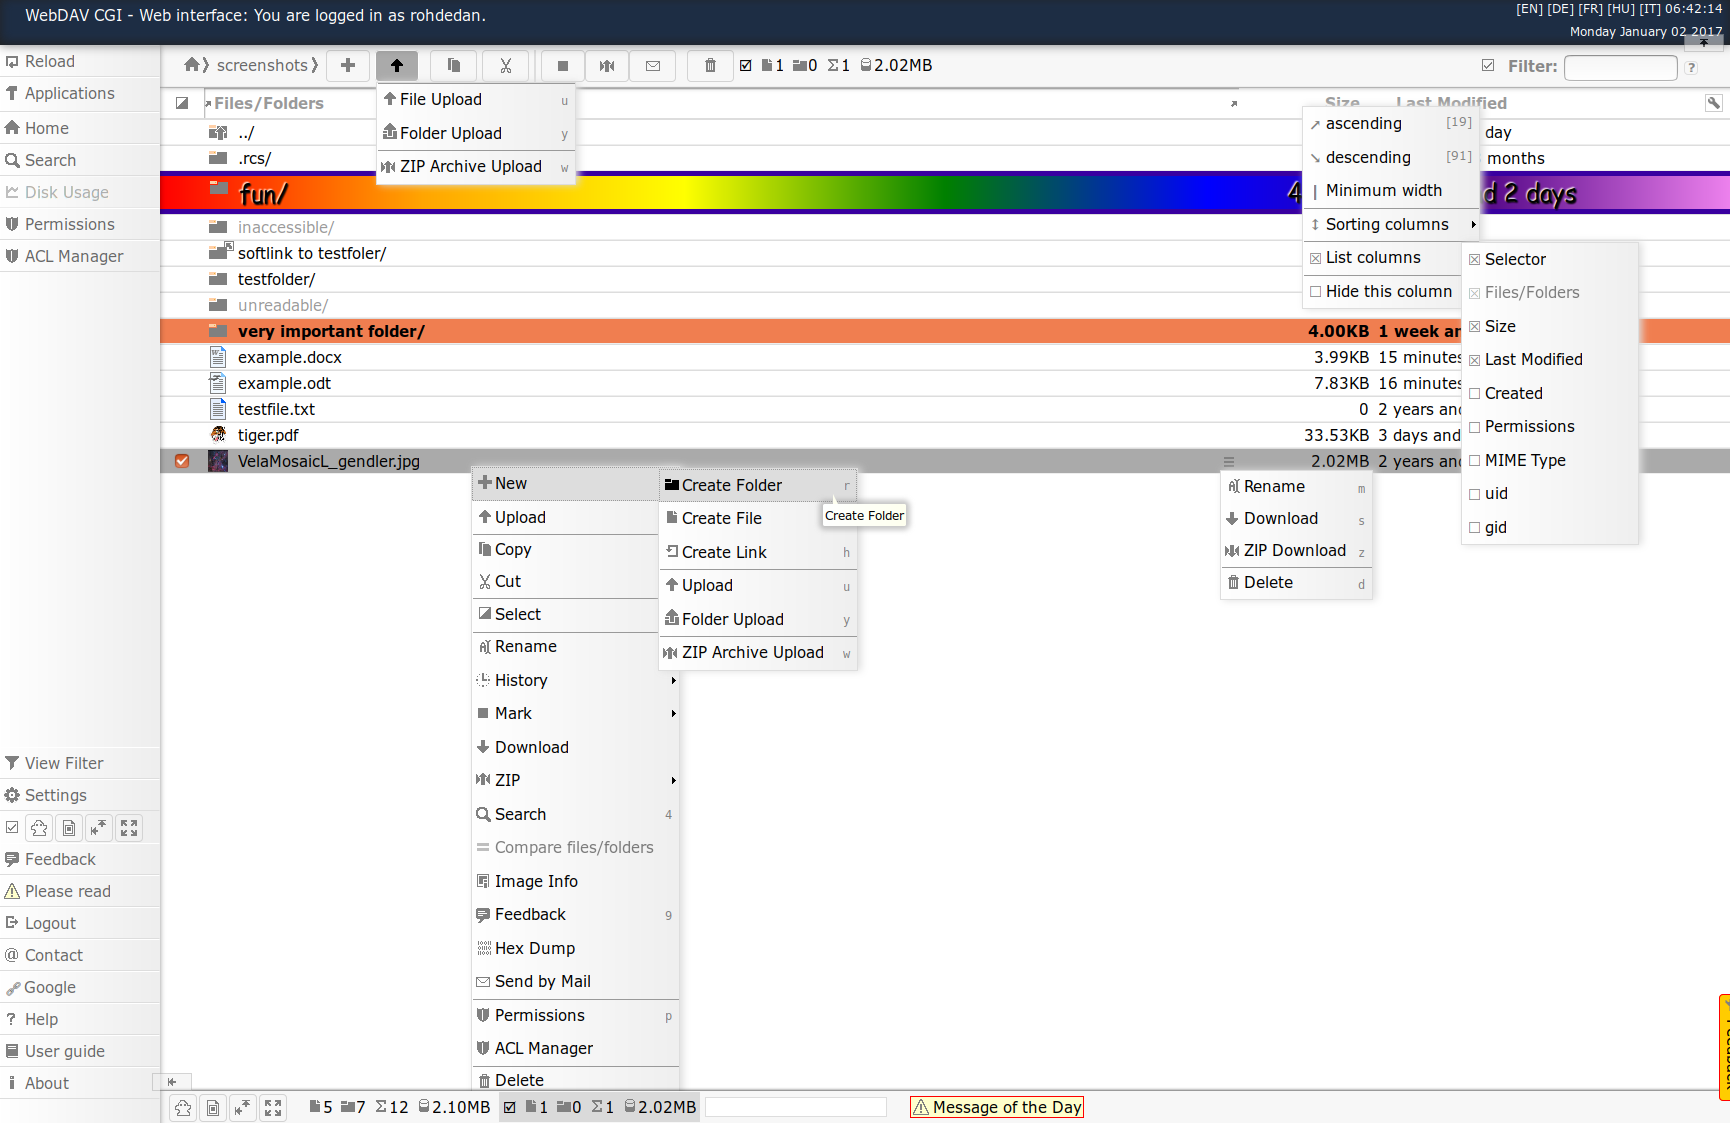 WebDAV CGI - Web interface: You are logged in as rohdedan.
[EN] [DE] [FR] [HU] [IT] 06:42:14
Monday January 02 2017
Reload
Applications
Home
Search
Disk Usage
Permissions
ACL Manager
screenshots
1 0 Σ1 2.02MB
Filter:
?
File Upload u
Folder Upload y
ZIP Archive Upload w
Files/Folders
Size
Last Modified
../
day
.rcs/
months
fun/
4
d 2 days
inaccessible/
softlink to testfoler/
testfolder/
unreadable/
very important folder/ 4.00KB 1 week an
example.docx 3.99KB 15 minutes
example.odt 7.83KB 16 minutes
testfile.txt 0 2 years and
tiger.pdf 33.53KB 3 days and
VelaMosaicL_gendler.jpg 2.02MB 2 years and
ascending [19]
descending [91]
Minimum width
Sorting columns
List columns
Hide this column
Selector
Files/Folders
Size
Last Modified
Created
Permissions
MIME Type
uid
gid
New
Upload
Copy
Cut
Select
Rename
History
Mark
Download
ZIP
Search 4
Compare files/folders
Image Info
Feedback 9
Hex Dump
Send by Mail
Permissions p
ACL Manager
Delete
Create Folder r
Create File
Create Link h
Upload u
Folder Upload y
ZIP Archive Upload w
Create Folder
Rename m
Download s
ZIP Download z
Delete d
View Filter
Settings
Feedback
Please read
Logout
@ Contact
Google
? Help
User guide
i About
5 7 Σ12 2.10MB
1 0 Σ1 2.02MB
Message of the Day